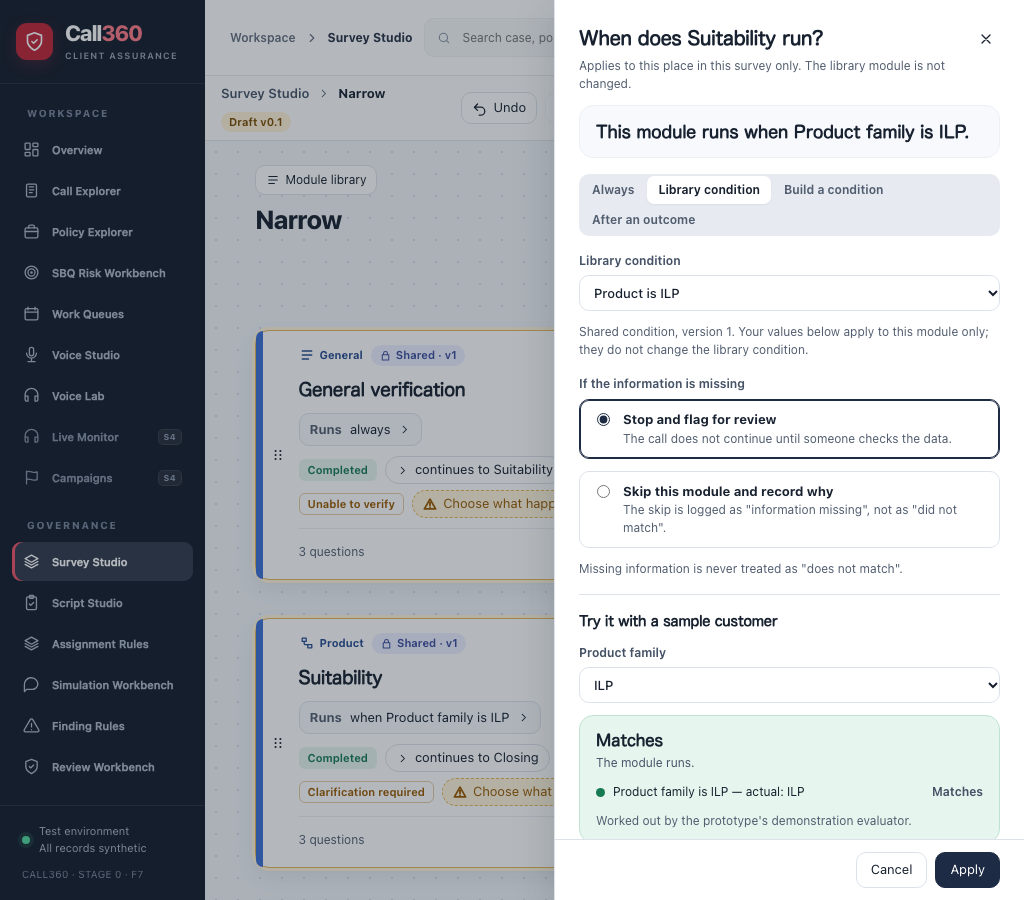 Call360
CLIENT ASSURANCE
WORKSPACE
Overview
Call Explorer
Policy Explorer
SBQ Risk Workbench
Work Queues
Voice Studio
Voice Lab
Live Monitor S4
Campaigns S4
GOVERNANCE
Survey Studio
Script Studio
Assignment Rules
Simulation Workbench
Finding Rules
Review Workbench
Test environment
All records synthetic
CALL360 · STAGE 0 · F7
Workspace > Survey Studio
Search case, po
Survey Studio > Narrow
Draft v0.1
Undo
Module library
Narrow
General Shared · v1
General verification
Runs always >
Completed > continues to Suitability
Unable to verify Choose what happ
3 questions
Product Shared · v1
Suitability
Runs when Product family is ILP >
Completed > continues to Closing
Clarification required Choose what
3 questions
When does Suitability run?
Applies to this place in this survey only. The library module is not
changed.
This module runs when Product family is ILP.
Always Library condition Build a condition
After an outcome
Library condition
Product is ILP
Shared condition, version 1. Your values below apply to this module only;
they do not change the library condition.
If the information is missing
Stop and flag for review
The call does not continue until someone checks the data.
Skip this module and record why
The skip is logged as "information missing", not as "did not
match".
Missing information is never treated as "does not match".
Try it with a sample customer
Product family
ILP
Matches
The module runs.
Product family is ILP — actual: ILP Matches
Worked out by the prototype's demonstration evaluator.
Cancel Apply